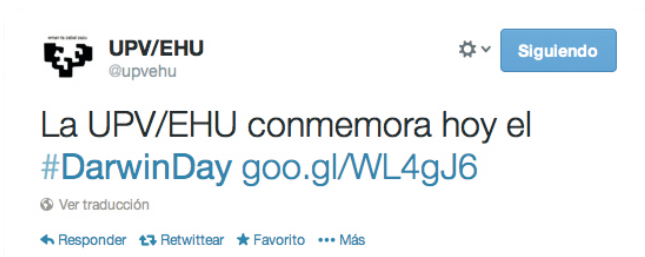 UPV/EHU
@upvehu
Siguiendo
La UPV/EHU conmemora hoy el
#DarwinDay goo.gl/WL4gJ6
Ver traducción
Responder Retwittear Favorito Más